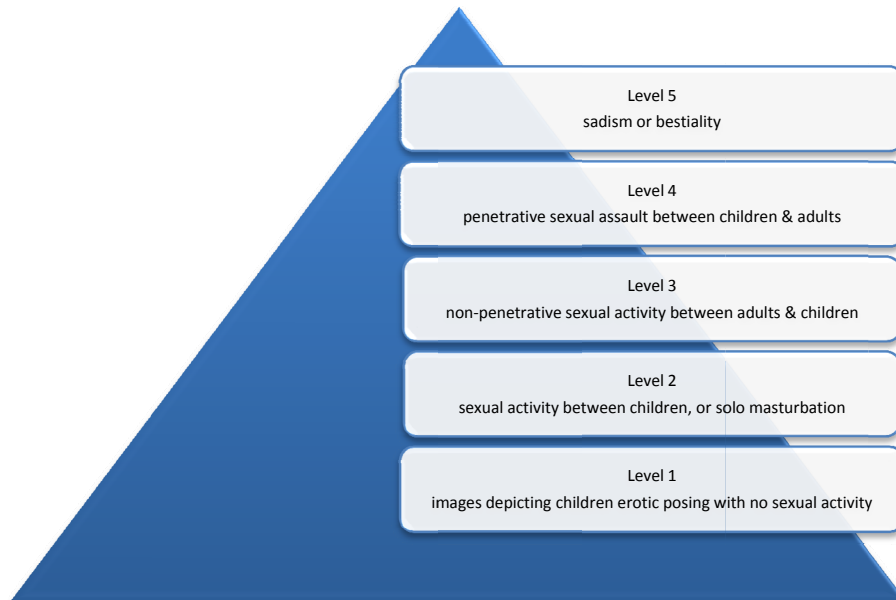 Level 5
sadism or bestiality
Level 4
penetrative sexual assault between children & adults
Level 3
non-penetrative sexual activity between adults & children
Level 2
sexual activity between children, or solo masturbation
Level 1
images depicting children erotic posing with no sexual activity